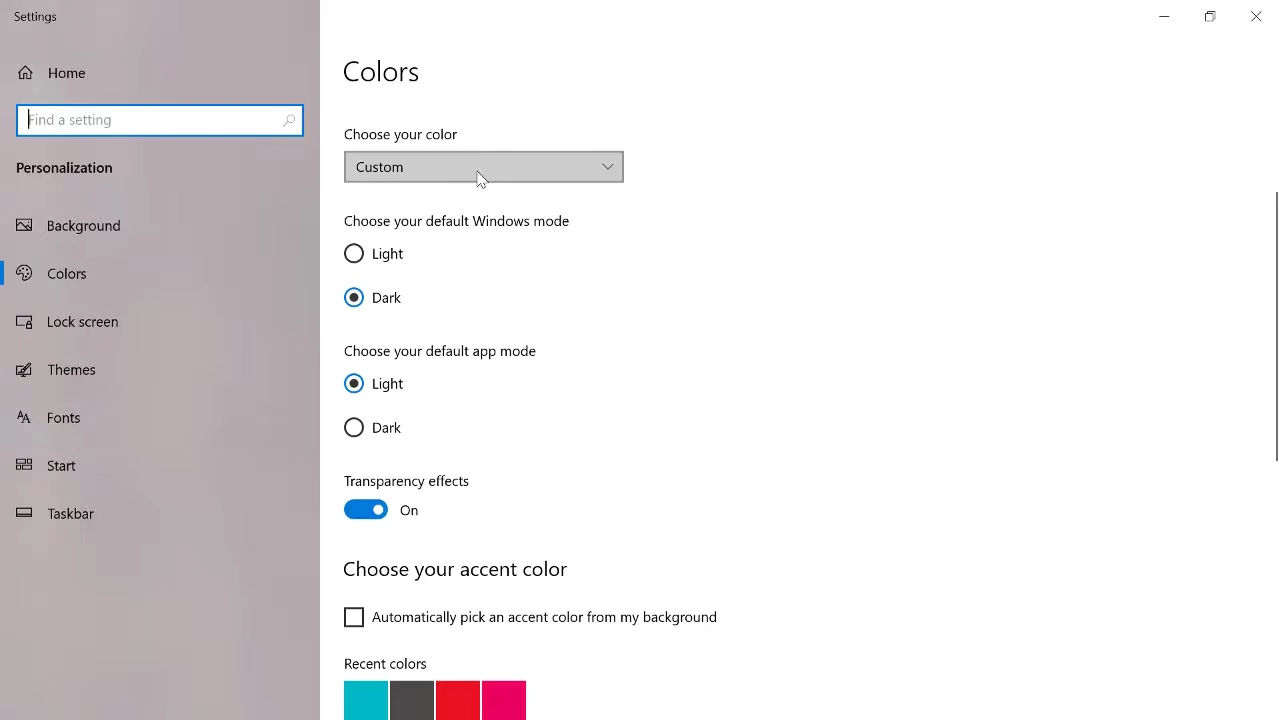 Settings
Home
Find a setting
Personalization
Background
Colors
Lock screen
Themes
Fonts
Start
Taskbar
Colors
Choose your color
Custom
Choose your default Windows mode
Light
Dark
Choose your default app mode
Light
Dark
Transparency effects
On
Choose your accent color
Automatically pick an accent color from my background
Recent colors